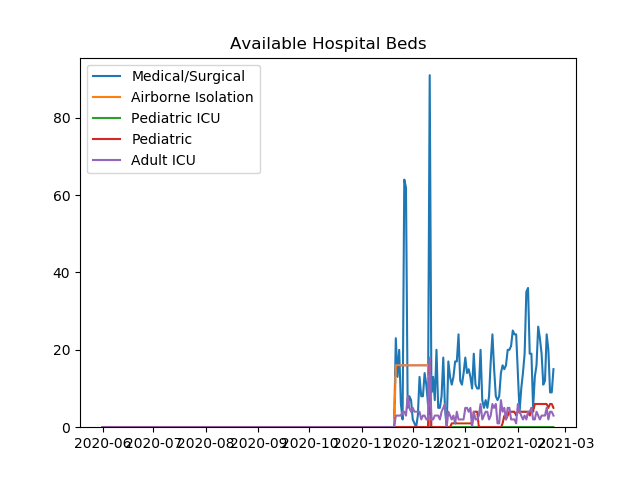 Available Hospital Beds
Medical/Surgical
Airborne Isolation
Pediatric ICU
Pediatric
Adult ICU
80
60
40
20
0
2020-06 2020-07 2020-08 2020-09 2020-10 2020-11 2020-12 2021-01 2021-02 2021-03